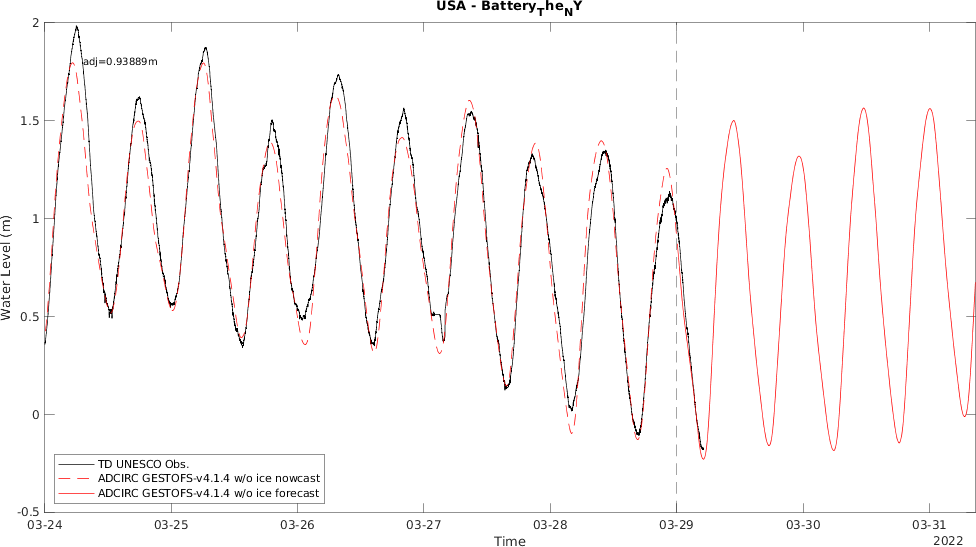 USA - Battery_The_NY
adj=0.93889m
2
1.5
1
0.5
0
-0.5
Water Level (m)
TD UNESCO Obs.
ADCIRC GESTOFS-v4.1.4 w/o ice nowcast
ADCIRC GESTOFS-v4.1.4 w/o ice forecast
03-24 03-25 03-26 03-27 03-28 03-29 03-30 03-31
Time 2022